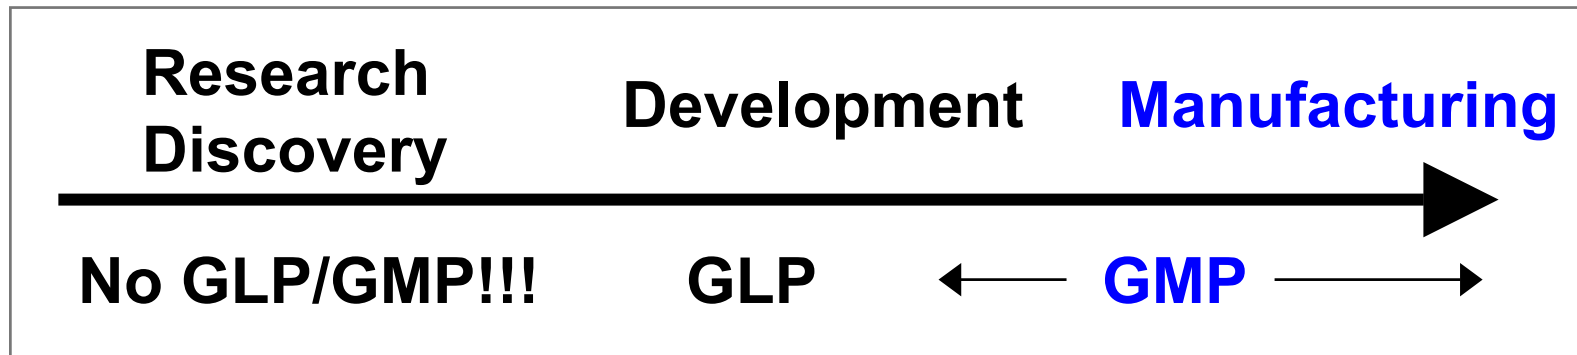 Research
Discovery
Development
Manufacturing
No GLP/GMP!!!
GLP
GMP